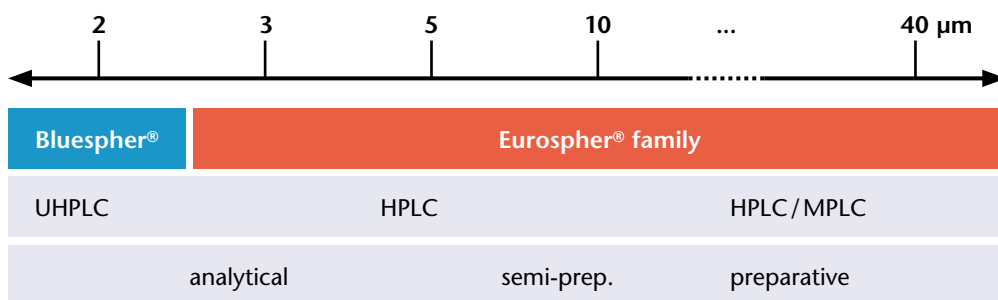 2 3 5 10 ... 40 µm
Bluespher® Eurospher® family
UHPLC HPLC HPLC / MPLC
analytical semi-prep. preparative